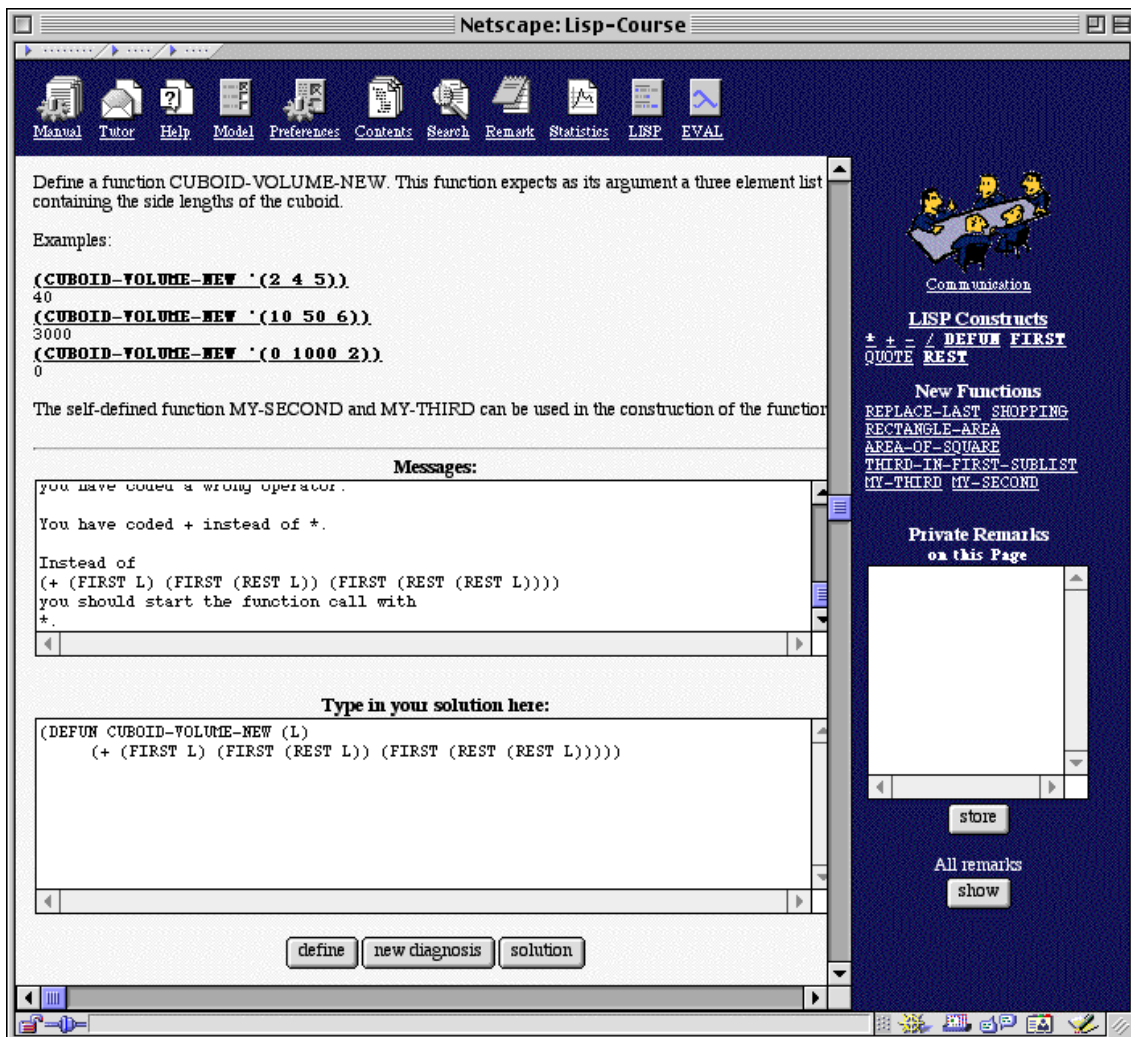 Netscape: Lisp-Course
Manual Tutor Help Model Preferences Contents Search Remark Statistics LISP EVAL
Define a function CUBOID-VOLUME-NEW. This function expects as its argument a three element list
containing the side lengths of the cuboid.
Examples:
(CUBOID-VOLUME-NEW '(2 4 5))
40
(CUBOID-VOLUME-NEW '(10 50 6))
3000
(CUBOID-VOLUME-NEW '(0 1000 2))
0
The self-defined function MY-SECOND and MY-THIRD can be used in the construction of the function
Messages:
you have coded a wrong operator.
You have coded + instead of *.
Instead of
(+ (FIRST L) (FIRST (REST L)) (FIRST (REST (REST L))))
you should start the function call with
*.
Type in your solution here:
(DEFUN CUBOID-VOLUME-NEW (L)
(+ (FIRST L) (FIRST (REST L)) (FIRST (REST (REST L)))))
define new diagnosis solution
Communication
LISP Constructs
* + - / DEFUN FIRST
QUOTE REST
New Functions
REPLACE-LAST SHOPPING
RECTANGLE-AREA
AREA-OF-SQUARE
THIRD-IN-FIRST-SUBLIST
MY-THIRD MY-SECOND
Private Remarks
on this Page
store
All remarks
show